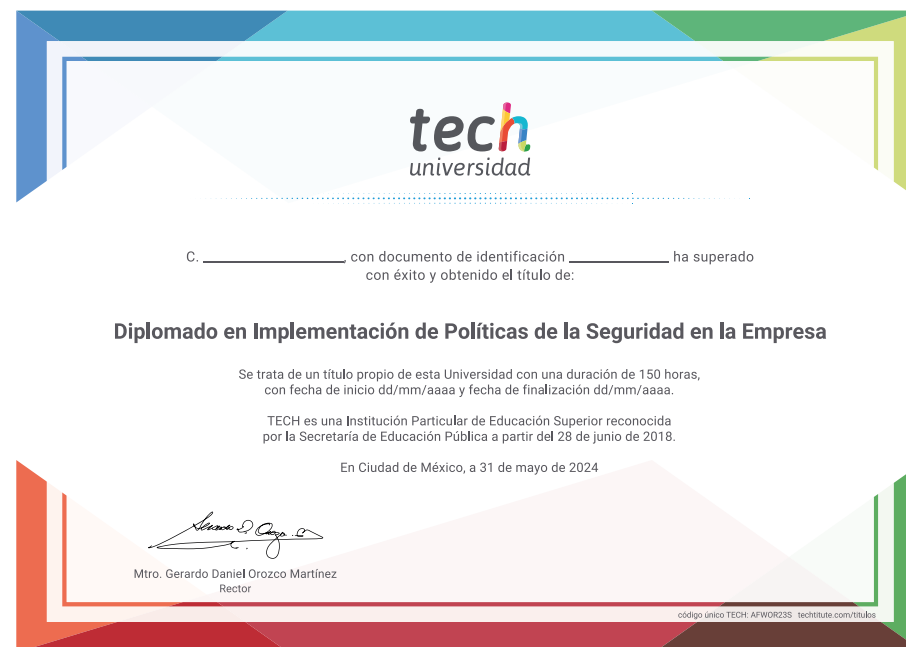 tech
universidad
C. ________________, con documento de identificación ____________ ha superado
con éxito y obtenido el título de:
Diplomado en Implementación de Políticas de la Seguridad en la Empresa
Se trata de un título propio de esta Universidad con una duración de 150 horas,
con fecha de inicio dd/mm/aaaa y fecha de finalización dd/mm/aaaa.
TECH es una Institución Particular de Educación Superior reconocida
por la Secretaría de Educación Pública a partir del 28 de junio de 2018.
En Ciudad de México, a 31 de mayo de 2024
Mtro. Gerardo Daniel Orozco Martínez
Rector
código único TECH: AFWOR23S techtitute.com/titulos